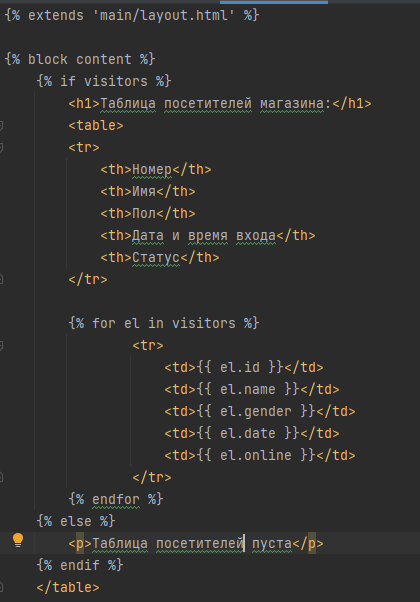 {% extends 'main/layout.html' %}
{% block content %}
{% if visitors %}
<h1>Таблица посетителей магазина:</h1>
<table>
<tr>
<th>Номер</th>
<th>Имя</th>
<th>Пол</th>
<th>Дата и время входа</th>
<th>Статус</th>
</tr>
{% for el in visitors %}
<tr>
<td>{{ el.id }}</td>
<td>{{ el.name }}</td>
<td>{{ el.gender }}</td>
<td>{{ el.date }}</td>
<td>{{ el.online }}</td>
</tr>
{% endfor %}
{% else %}
<p>Таблица посетителей пуста</p>
{% endif %}
</table>